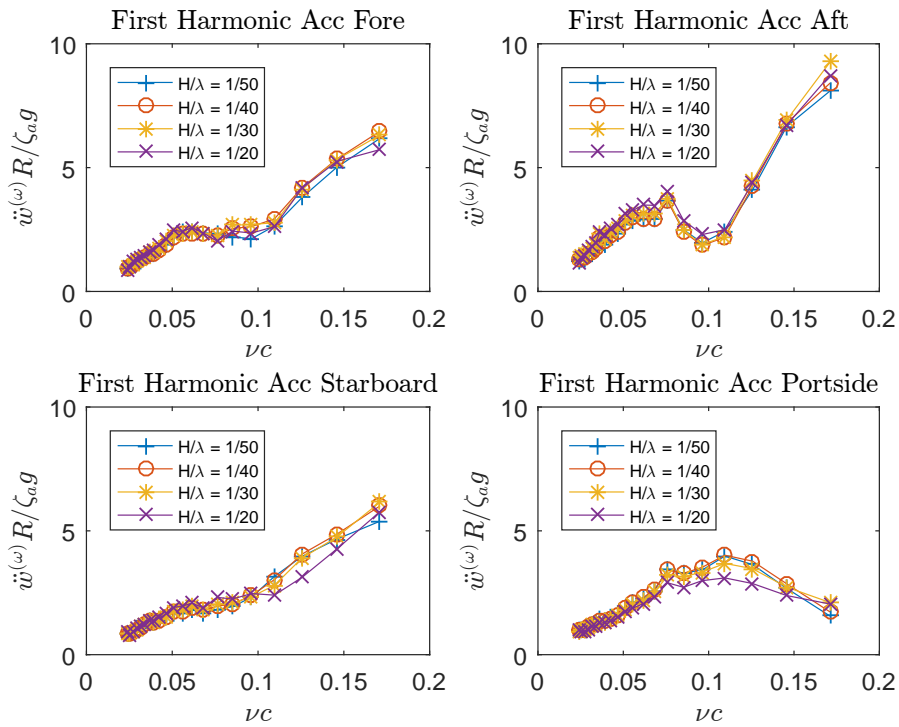 First Harmonic Acc Fore
10
5
0
0 0.05 0.1 0.15 0.2
ẅ^(ω)R/ζₐg
νc
H/λ = 1/50
H/λ = 1/40
H/λ = 1/30
H/λ = 1/20
First Harmonic Acc Aft
10
5
0
0 0.05 0.1 0.15 0.2
ẅ^(ω)R/ζₐg
νc
H/λ = 1/50
H/λ = 1/40
H/λ = 1/30
H/λ = 1/20
First Harmonic Acc Starboard
10
5
0
0 0.05 0.1 0.15 0.2
ẅ^(ω)R/ζₐg
νc
H/λ = 1/50
H/λ = 1/40
H/λ = 1/30
H/λ = 1/20
First Harmonic Acc Portside
10
5
0
0 0.05 0.1 0.15 0.2
ẅ^(ω)R/ζₐg
νc
H/λ = 1/50
H/λ = 1/40
H/λ = 1/30
H/λ = 1/20